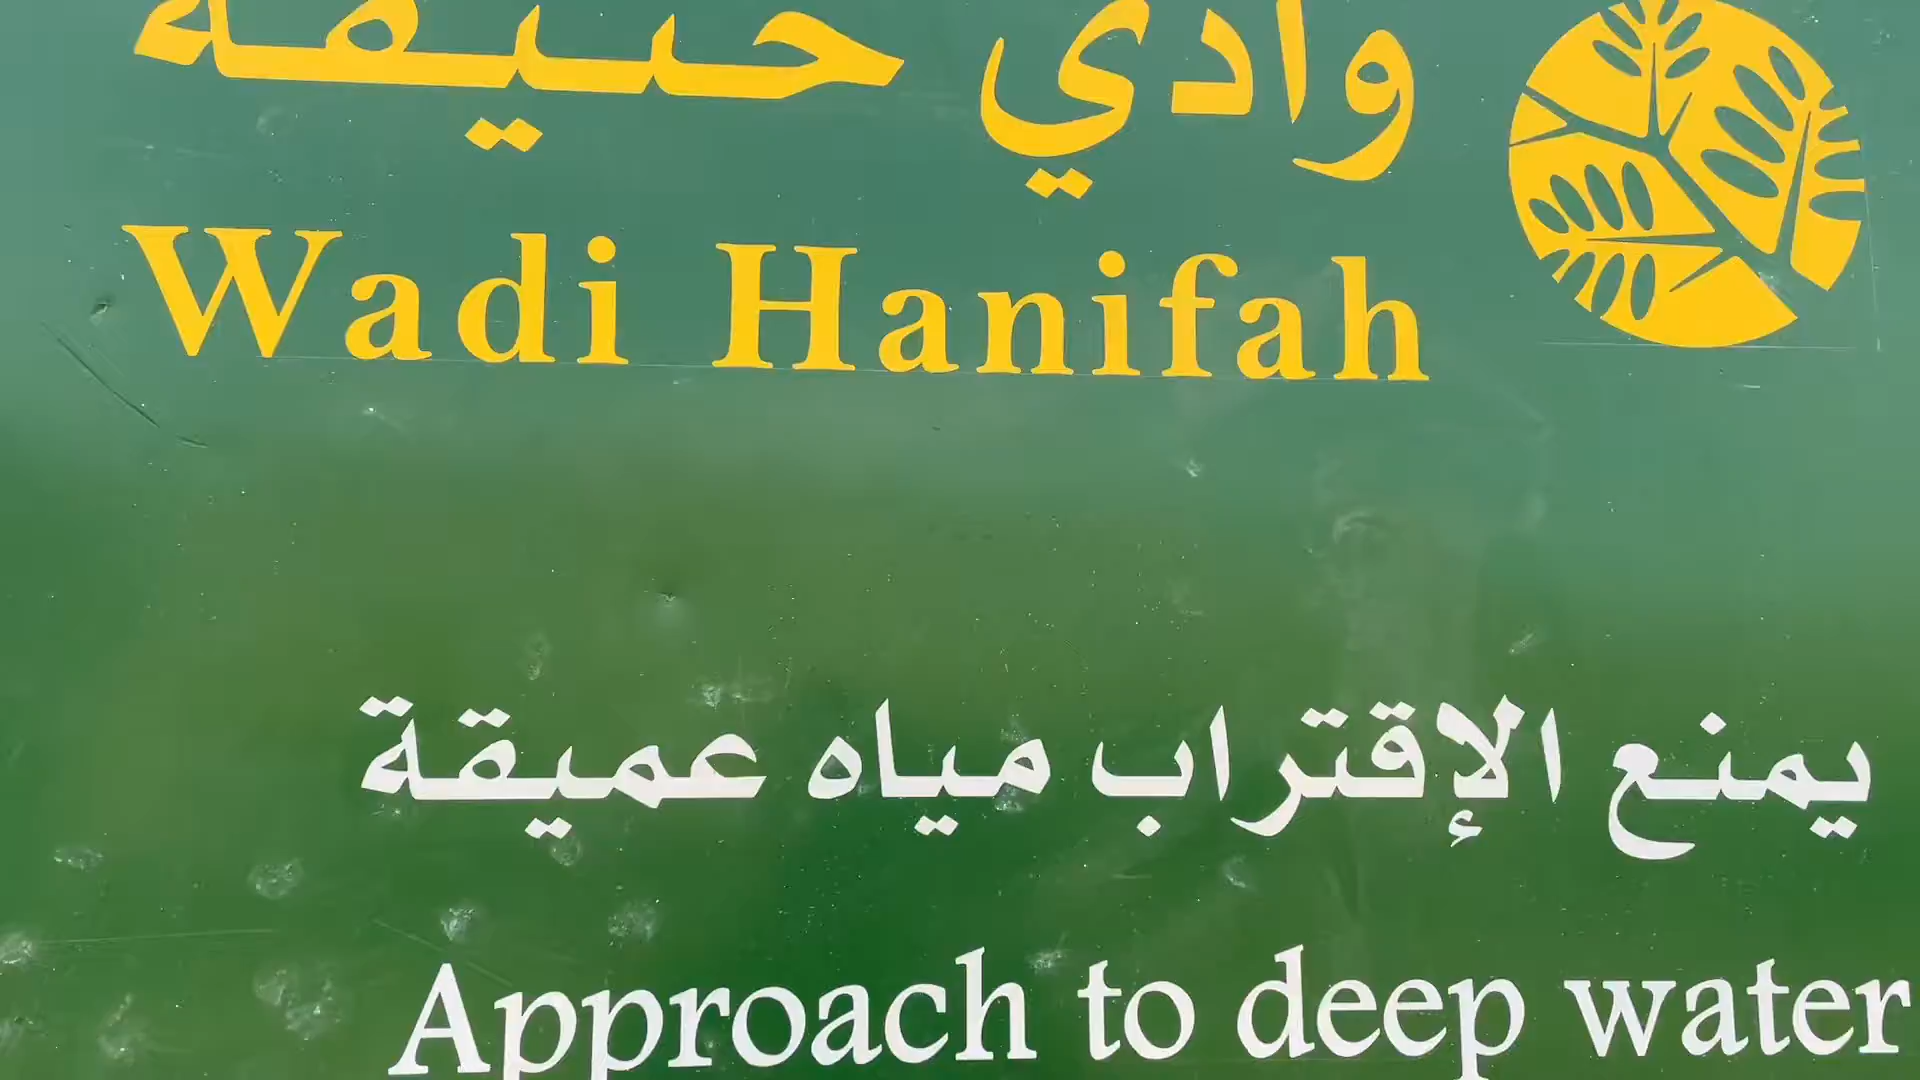 وادي حنيفة
Wadi Hanifah
يمنع الإقتراب مياه عميقة
Approach to deep water